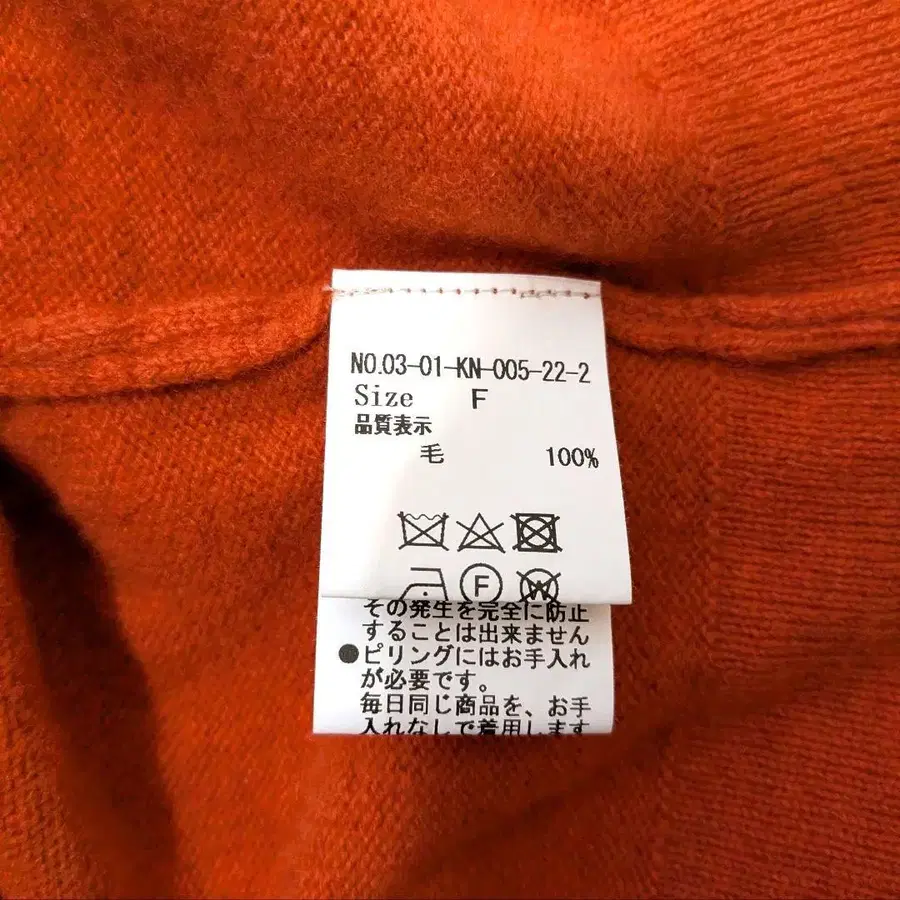 NO.03-01-KN-005-22-2
Size F
品質表示
毛 100%
F W
その発生を完全に防止
することは出来ません
●ピリングにはお手入れ
が必要です。
毎日同じ商品を、お手
入れなしで着用します